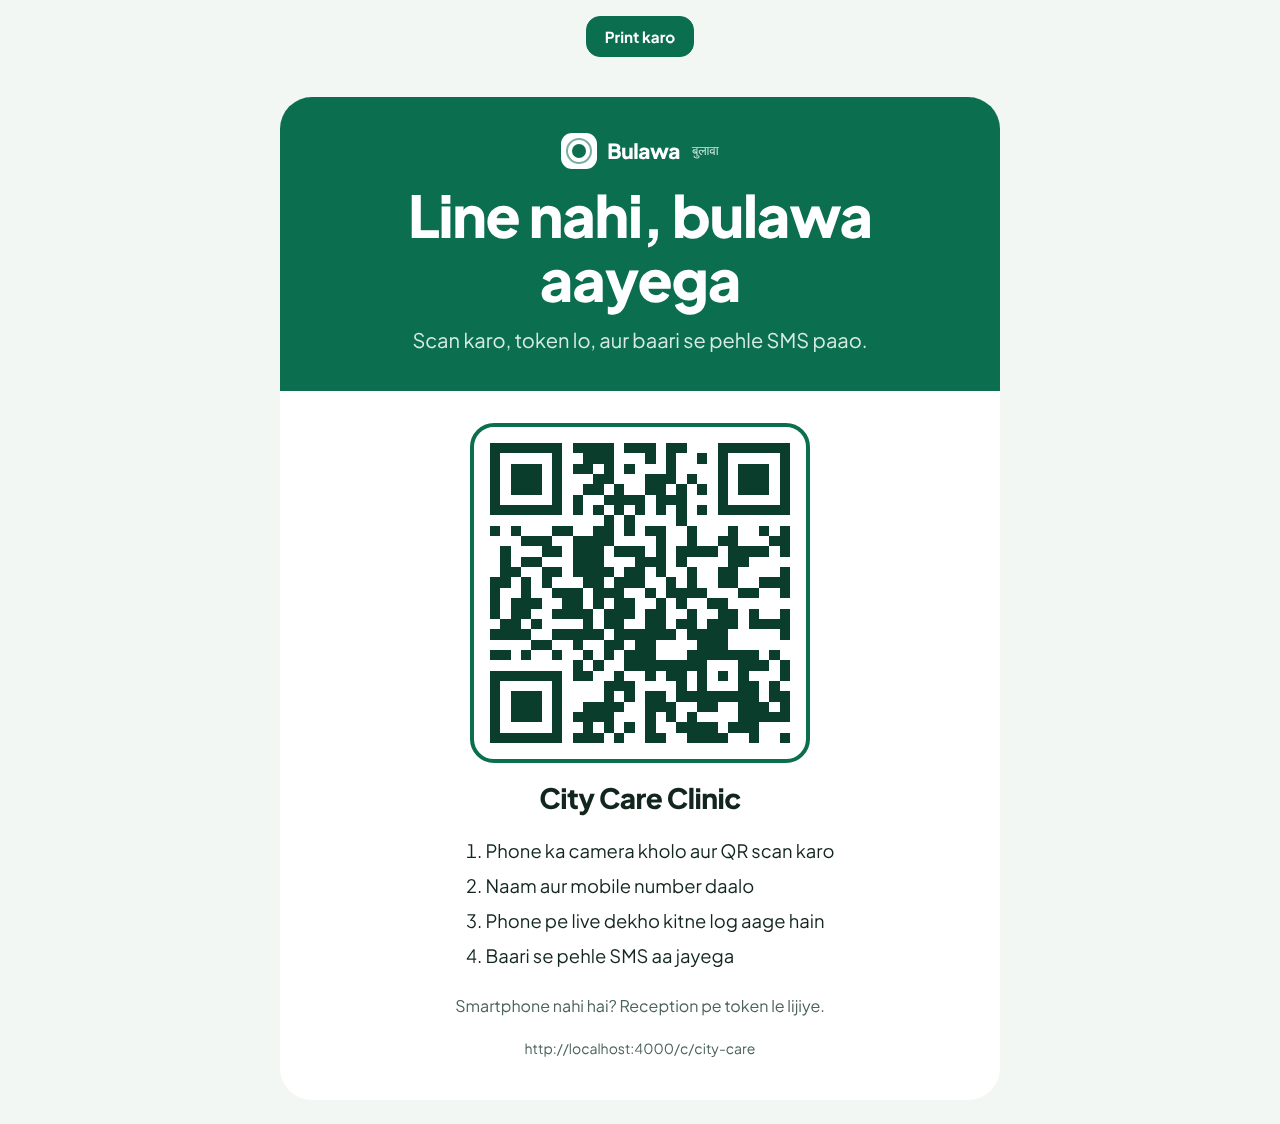 Print karo
Bulawa बुलावा
Line nahi, bulawa
aayega
Scan karo, token lo, aur baari se pehle SMS paao.
City Care Clinic
1. Phone ka camera kholo aur QR scan karo
2. Naam aur mobile number daalo
3. Phone pe live dekho kitne log aage hain
4. Baari se pehle SMS aa jayega
Smartphone nahi hai? Reception pe token le lijiye.
http://localhost:4000/c/city-care